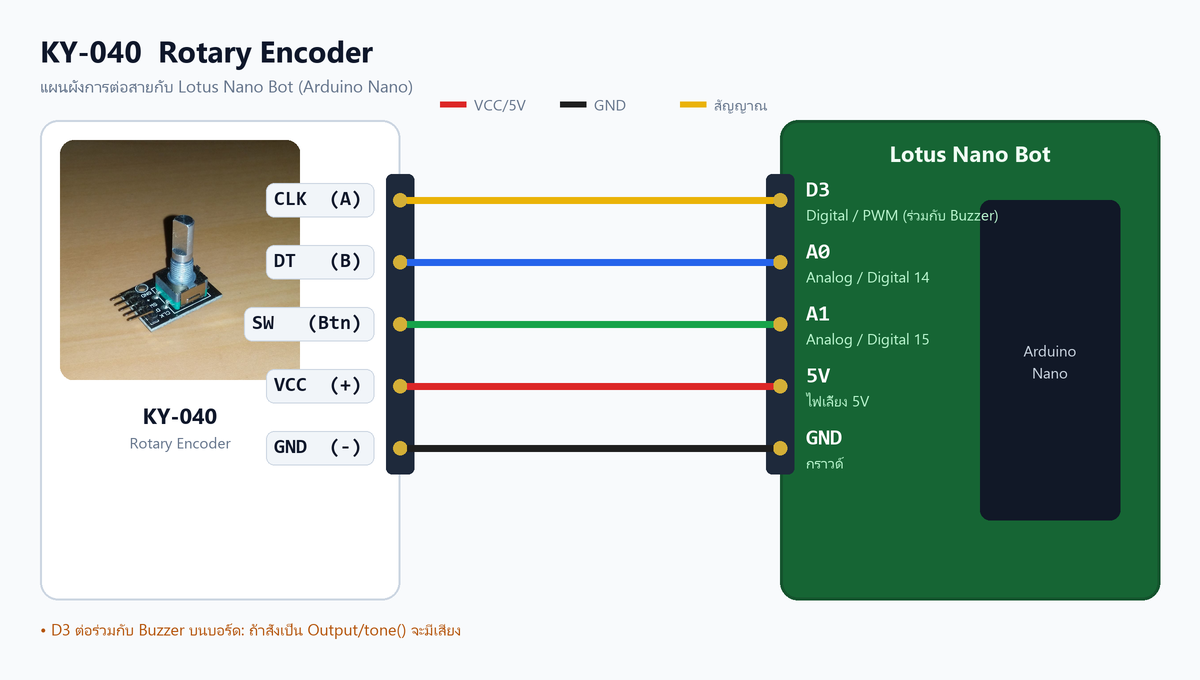 KY-040 Rotary Encoder
แผนผังการต่อสายกับ Lotus Nano Bot (Arduino Nano)
VCC/5V
GND
สัญญาณ
CLK (A)
DT (B)
SW (Btn)
VCC (+)
GND (-)
KY-040
Rotary Encoder
Lotus Nano Bot
D3
Digital / PWM (ร่วมกับ Buzzer)
A0
Analog / Digital 14
A1
Analog / Digital 15
5V
ไฟเลี้ยง 5V
GND
กราวด์
Arduino
Nano
• D3 ต่อร่วมกับ Buzzer บนบอร์ด: ถ้าสั่งเป็น Output/tone() จะมีเสียง